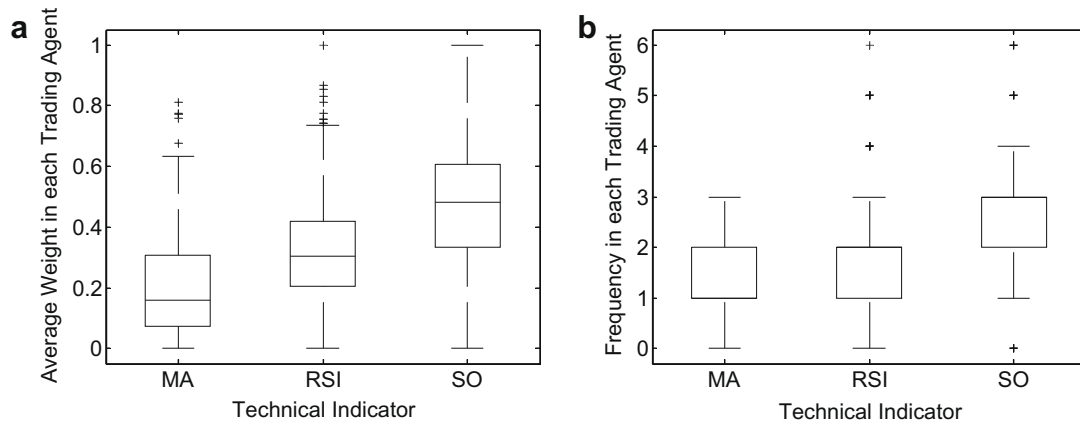 a
Average Weight in each Trading Agent
1
0.8
0.6
0.4
0.2
0
MA RSI SO
Technical Indicator
b
Frequency in each Trading Agent
6
5
4
3
2
1
0
MA RSI SO
Technical Indicator